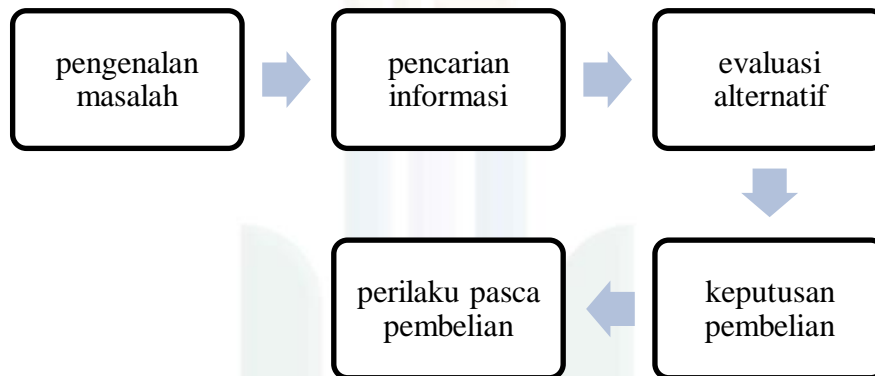 pengenalan
masalah
pencarian
informasi
evaluasi
alternatif
keputusan
pembelian
perilaku pasca
pembelian